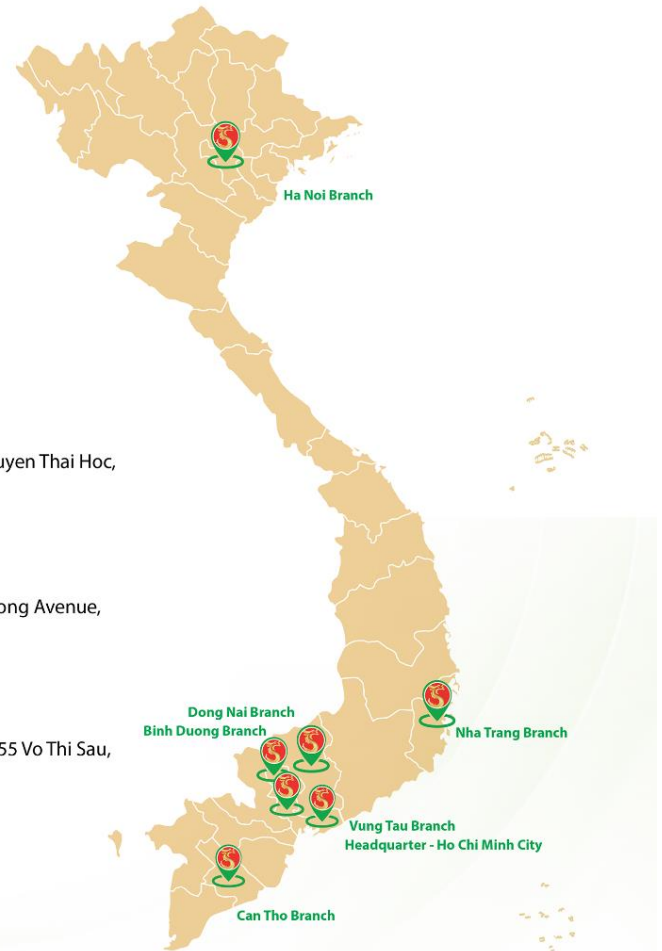 Ha Noi Branch
uyen Thai Hoc,
ong Avenue,
Dong Nai Branch
Binh Duong Branch
Nha Trang Branch
55 Vo Thi Sau,
Vung Tau Branch
Headquarter - Ho Chi Minh City
Can Tho Branch